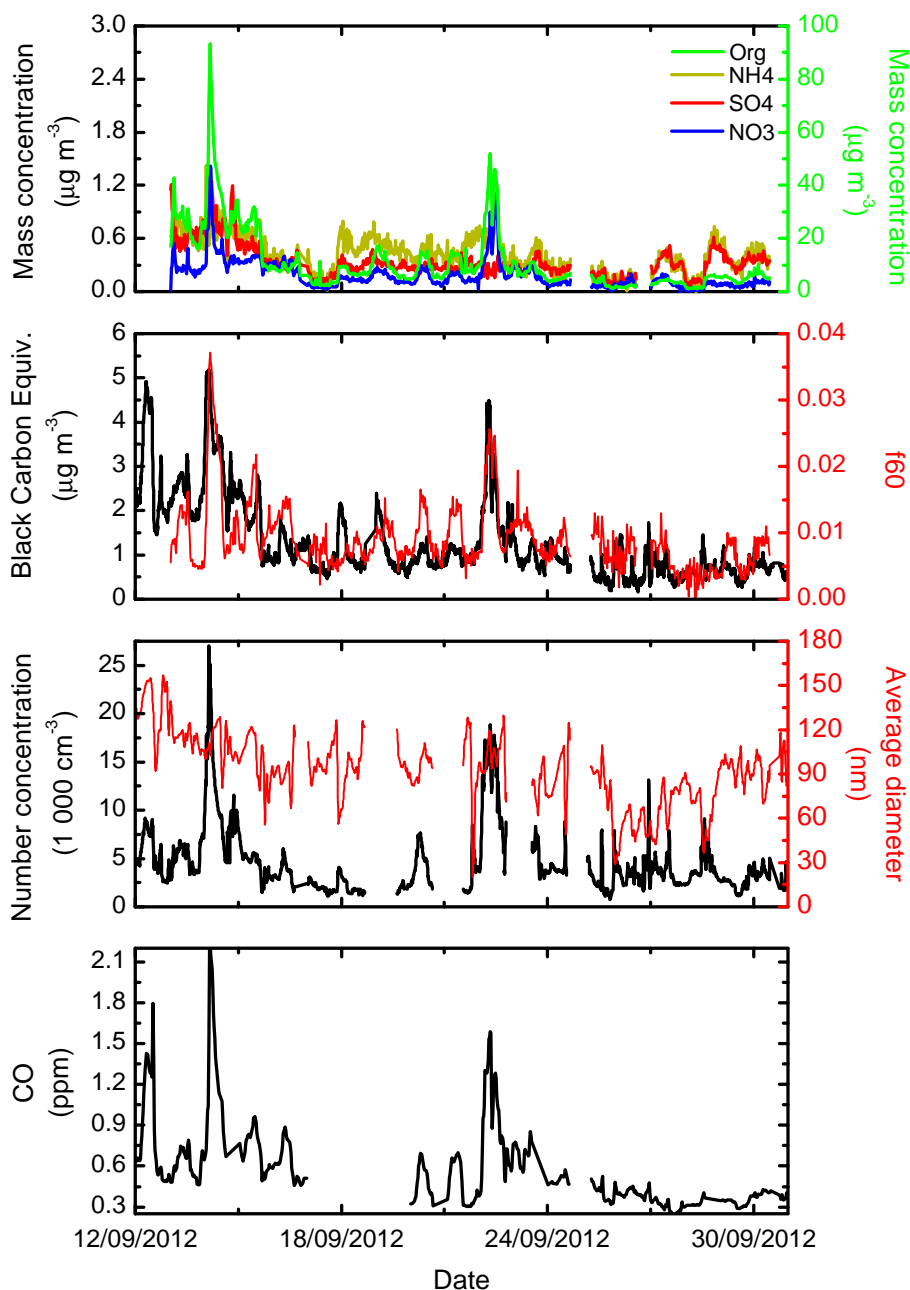 3.0
2.4
1.8
1.2
0.6
0.0
Mass concentration
(μg m⁻³)
Org
NH4
SO4
NO3
100
80
60
40
20
0
Mass concentration
(μg m⁻³)
6
5
4
3
2
1
0
Black Carbon Equiv.
(μg m⁻³)
0.04
0.03
0.02
0.01
0.00
f60
25
20
15
10
5
0
Number concentration
(1 000 cm⁻³)
180
150
120
90
60
30
0
Average diameter
(nm)
2.1
1.8
1.5
1.2
0.9
0.6
0.3
CO
(ppm)
12/09/2012
18/09/2012
24/09/2012
30/09/2012
Date